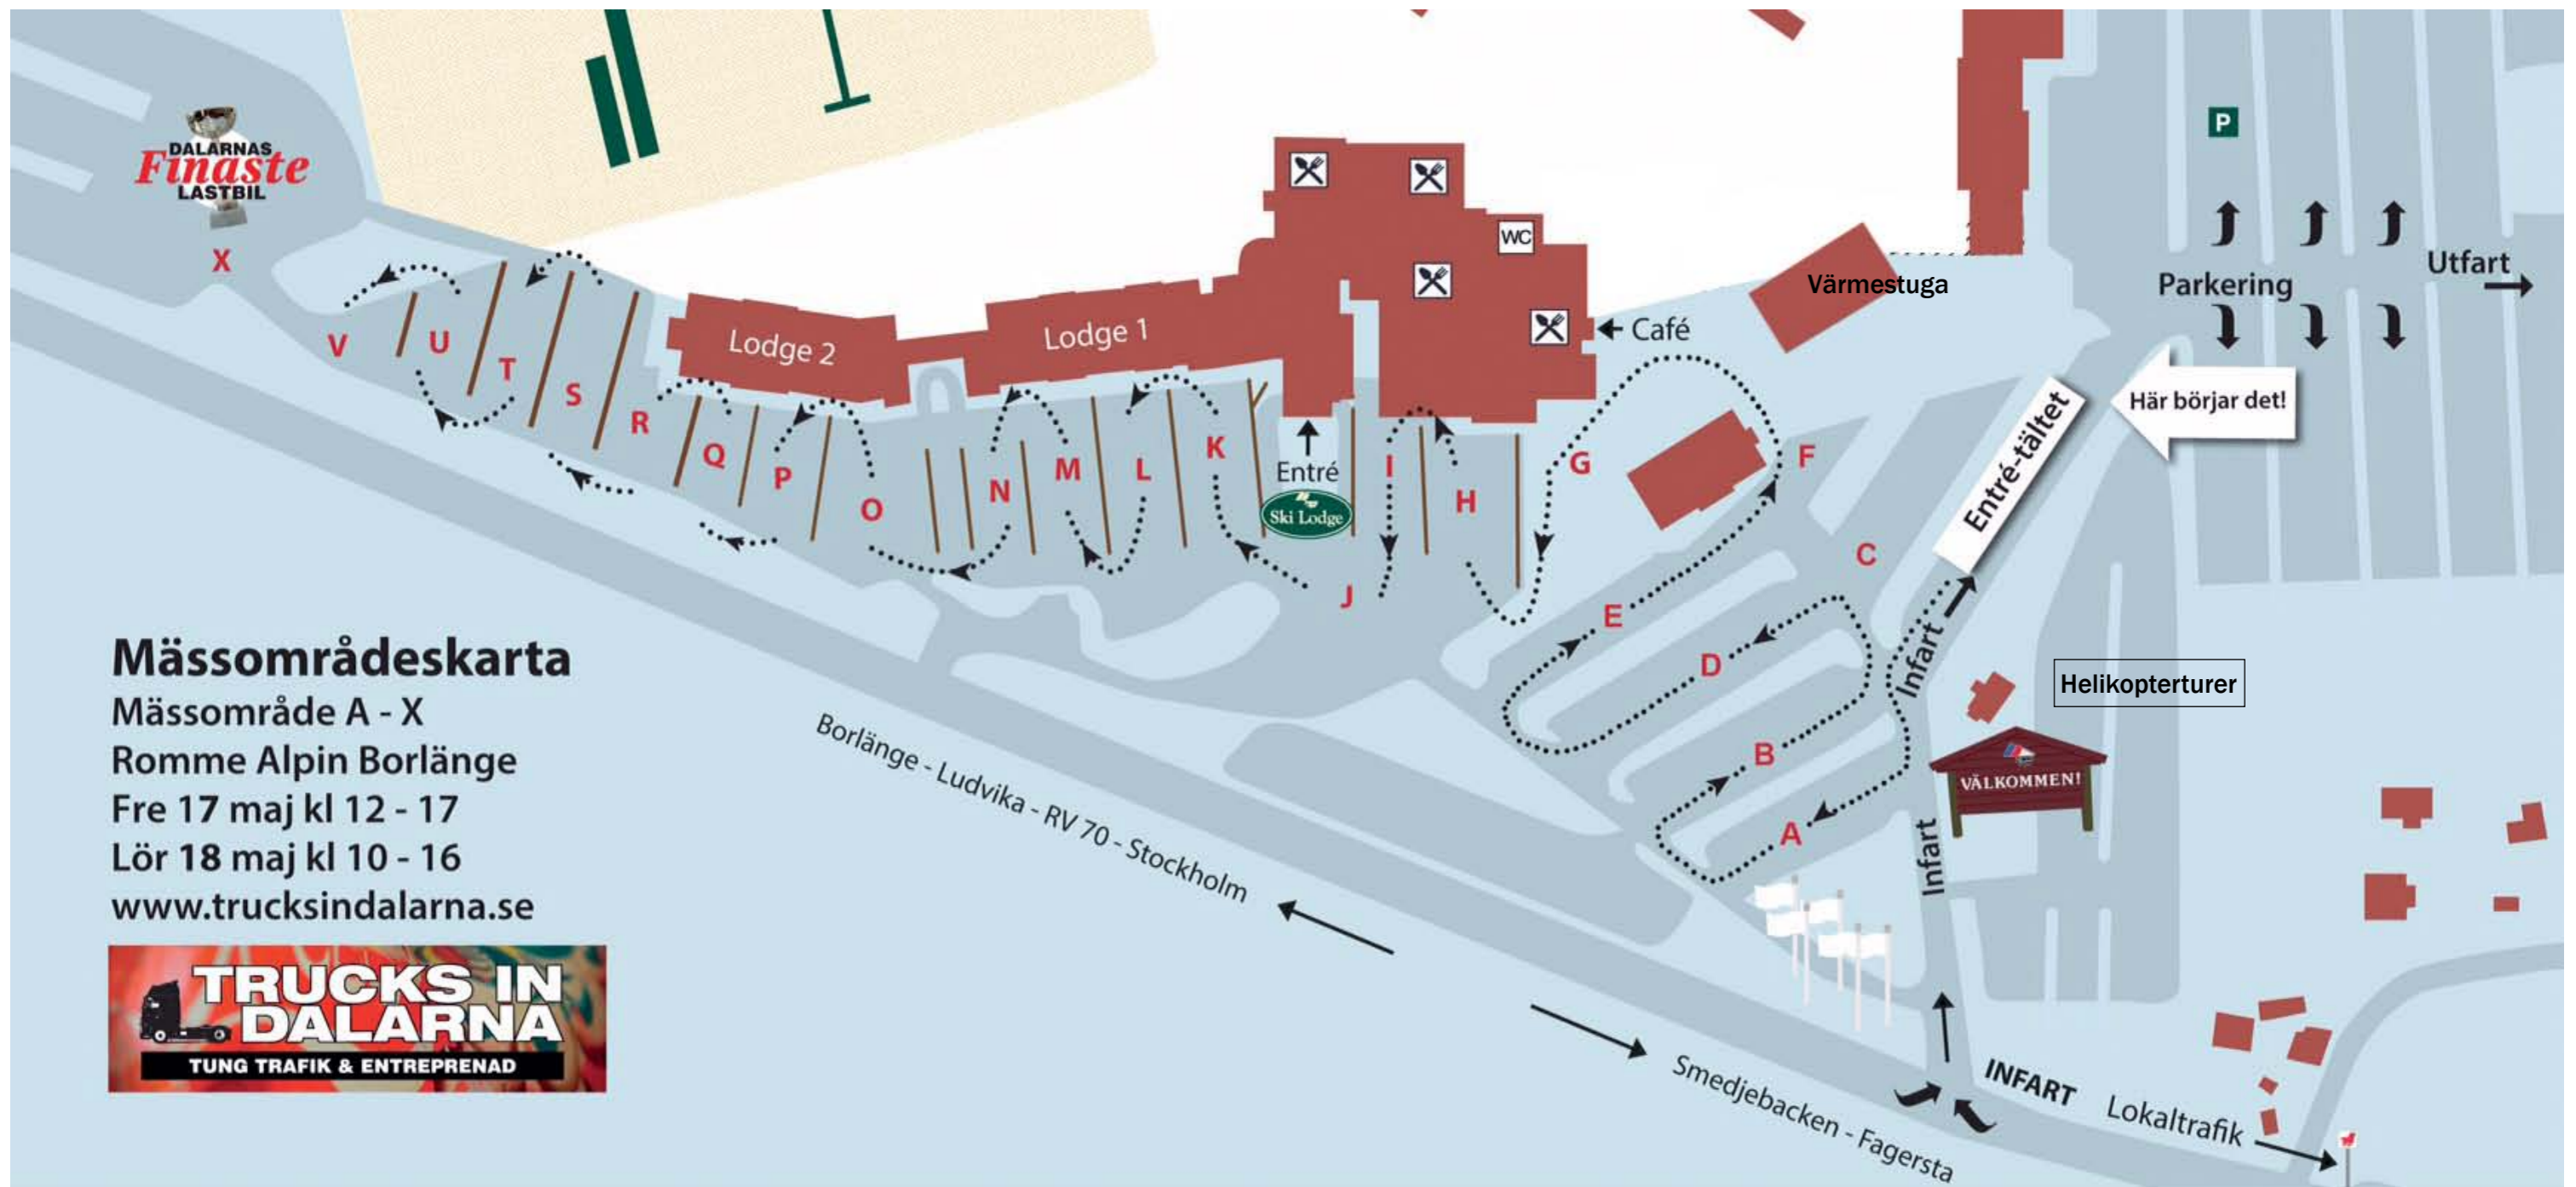 DALARNAS
Finaste
LASTBIL
X
V
U
T
S
R
Q
P
O
N
M
L
K
J
I
H
G
F
E
D
C
B
A
Lodge 2
Lodge 1
Entré
Ski Lodge
WC
Café
Värmestuga
P
Parkering
Utfart
Här börjar det!
Entré-tältet
Infart
Helikopterturer
VÄLKOMMEN!
Infart
INFART
Lokaltrafik
Borlänge - Ludvika - RV 70 - Stockholm
Smedjebacken - Fagersta
Mässområdeskarta
Mässområde A - X
Romme Alpin Borlänge
Fre 17 maj kl 12 - 17
Lör 18 maj kl 10 - 16
www.trucksindalarna.se
TRUCKS IN
DALARNA
TUNG TRAFIK & ENTREPRENAD